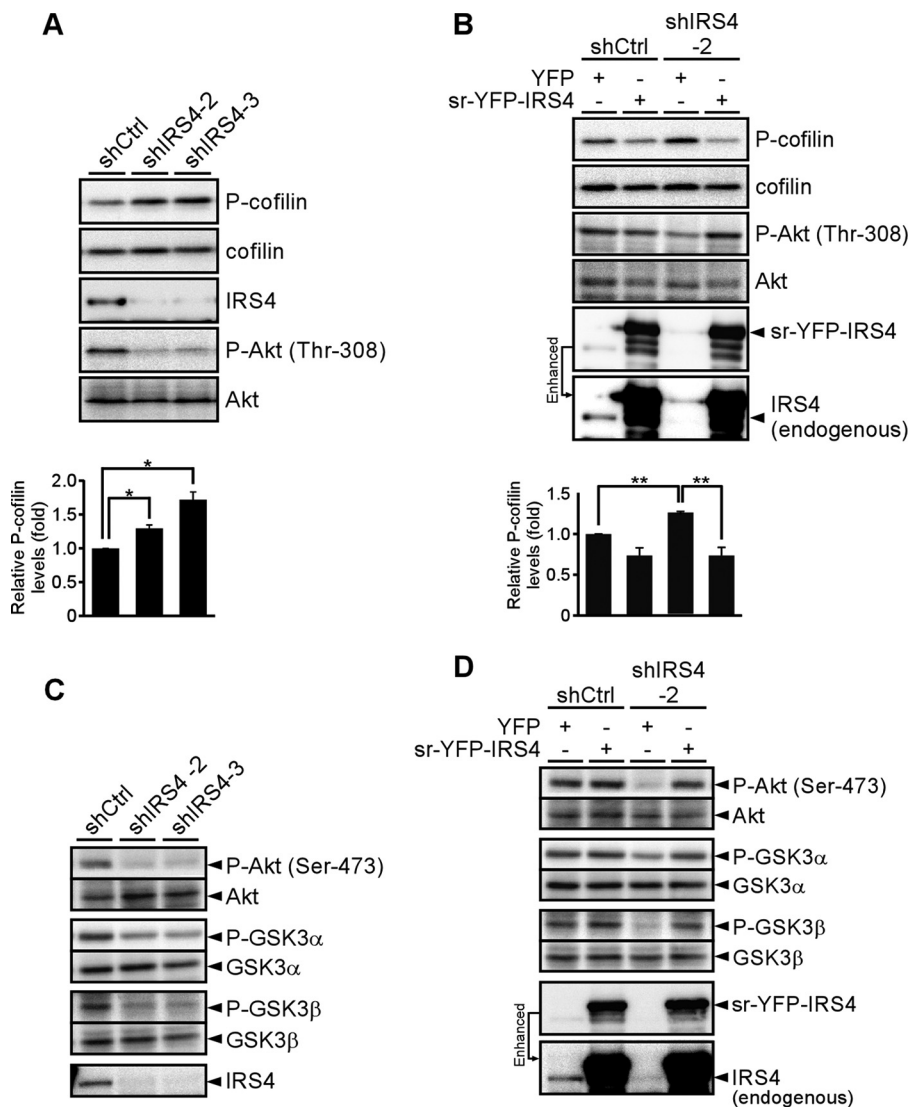 A
shCtrl
shIRS4-2
shIRS4-3
P-cofilin
cofilin
IRS4
P-Akt (Thr-308)
Akt
Relative P-cofilin
levels (fold)
2.0
1.5
1.0
0.5
0
*
*
B
shCtrl
shIRS4
-2
YFP + - + -
sr-YFP-IRS4 - + - +
P-cofilin
cofilin
P-Akt (Thr-308)
Akt
sr-YFP-IRS4
Enhanced
IRS4
(endogenous)
Relative P-cofilin
levels (fold)
1.5
1.0
0.5
0
**
**
C
shCtrl
shIRS4 -2
shIRS4-3
P-Akt (Ser-473)
Akt
P-GSK3α
GSK3α
P-GSK3β
GSK3β
IRS4
D
shCtrl
shIRS4
-2
YFP + - + -
sr-YFP-IRS4 - + - +
P-Akt (Ser-473)
Akt
P-GSK3α
GSK3α
P-GSK3β
GSK3β
sr-YFP-IRS4
Enhanced
IRS4
(endogenous)